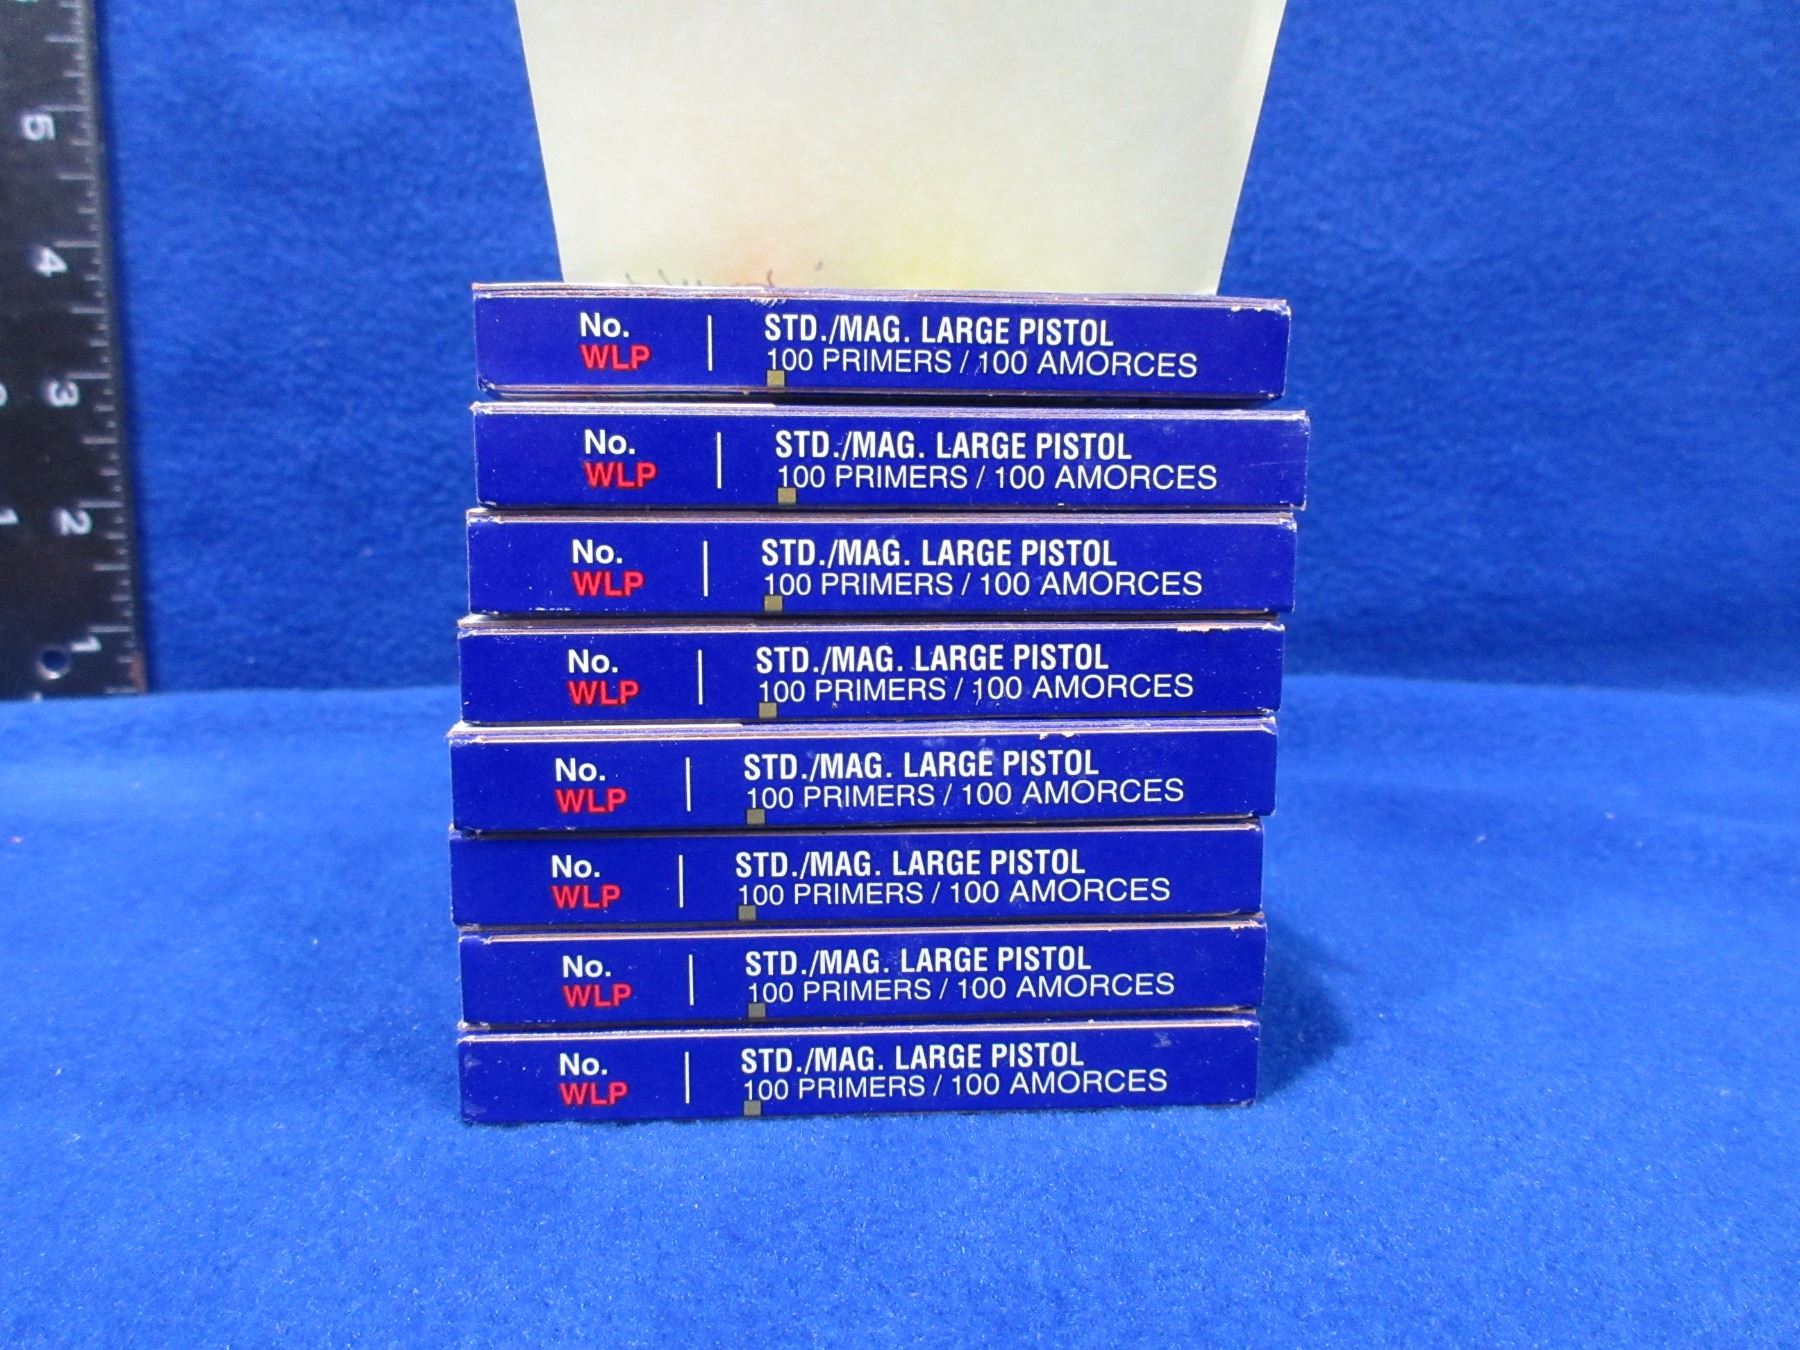 5
4
3
2
1
No.
WLP
STD./MAG. LARGE PISTOL
100 PRIMERS / 100 AMORCES
No.
WLP
STD./MAG. LARGE PISTOL
100 PRIMERS / 100 AMORCES
No.
WLP
STD./MAG. LARGE PISTOL
100 PRIMERS / 100 AMORCES
No.
WLP
STD./MAG. LARGE PISTOL
100 PRIMERS / 100 AMORCES
No.
WLP
STD./MAG. LARGE PISTOL
100 PRIMERS / 100 AMORCES
No.
WLP
STD./MAG. LARGE PISTOL
100 PRIMERS / 100 AMORCES
No.
WLP
STD./MAG. LARGE PISTOL
100 PRIMERS / 100 AMORCES
No.
WLP
STD./MAG. LARGE PISTOL
100 PRIMERS / 100 AMORCES